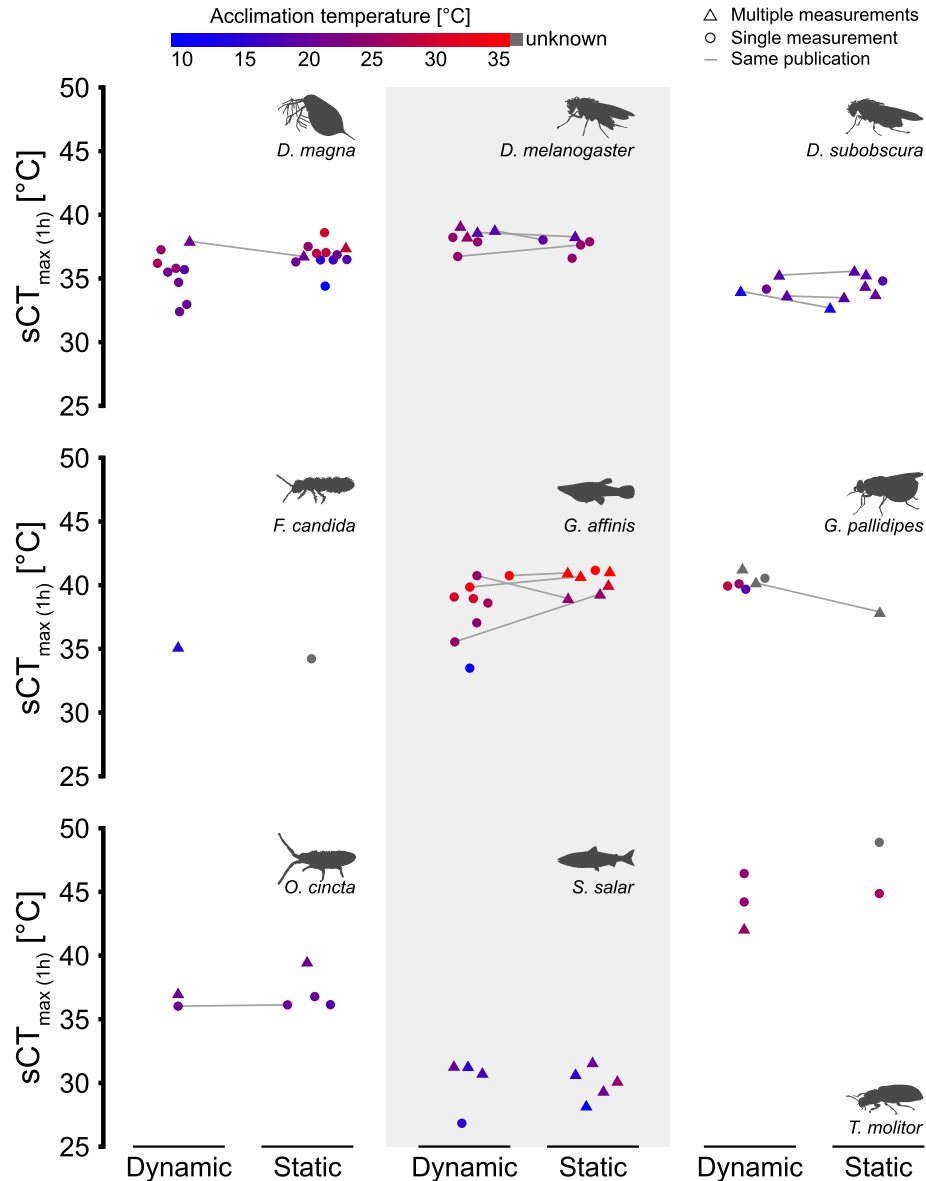 Acclimation temperature [°C]
10 15 20 25 30 35 unknown
Multiple measurements
Single measurement
Same publication
sCTmax (1h) [°C]
50
45
40
35
30
25
D. magna
D. melanogaster
D. subobscura
sCTmax (1h) [°C]
50
45
40
35
30
25
F. candida
G. affinis
G. pallidipes
sCTmax (1h) [°C]
50
45
40
35
30
25
O. cincta
S. salar
T. molitor
Dynamic Static Dynamic Static Dynamic Static